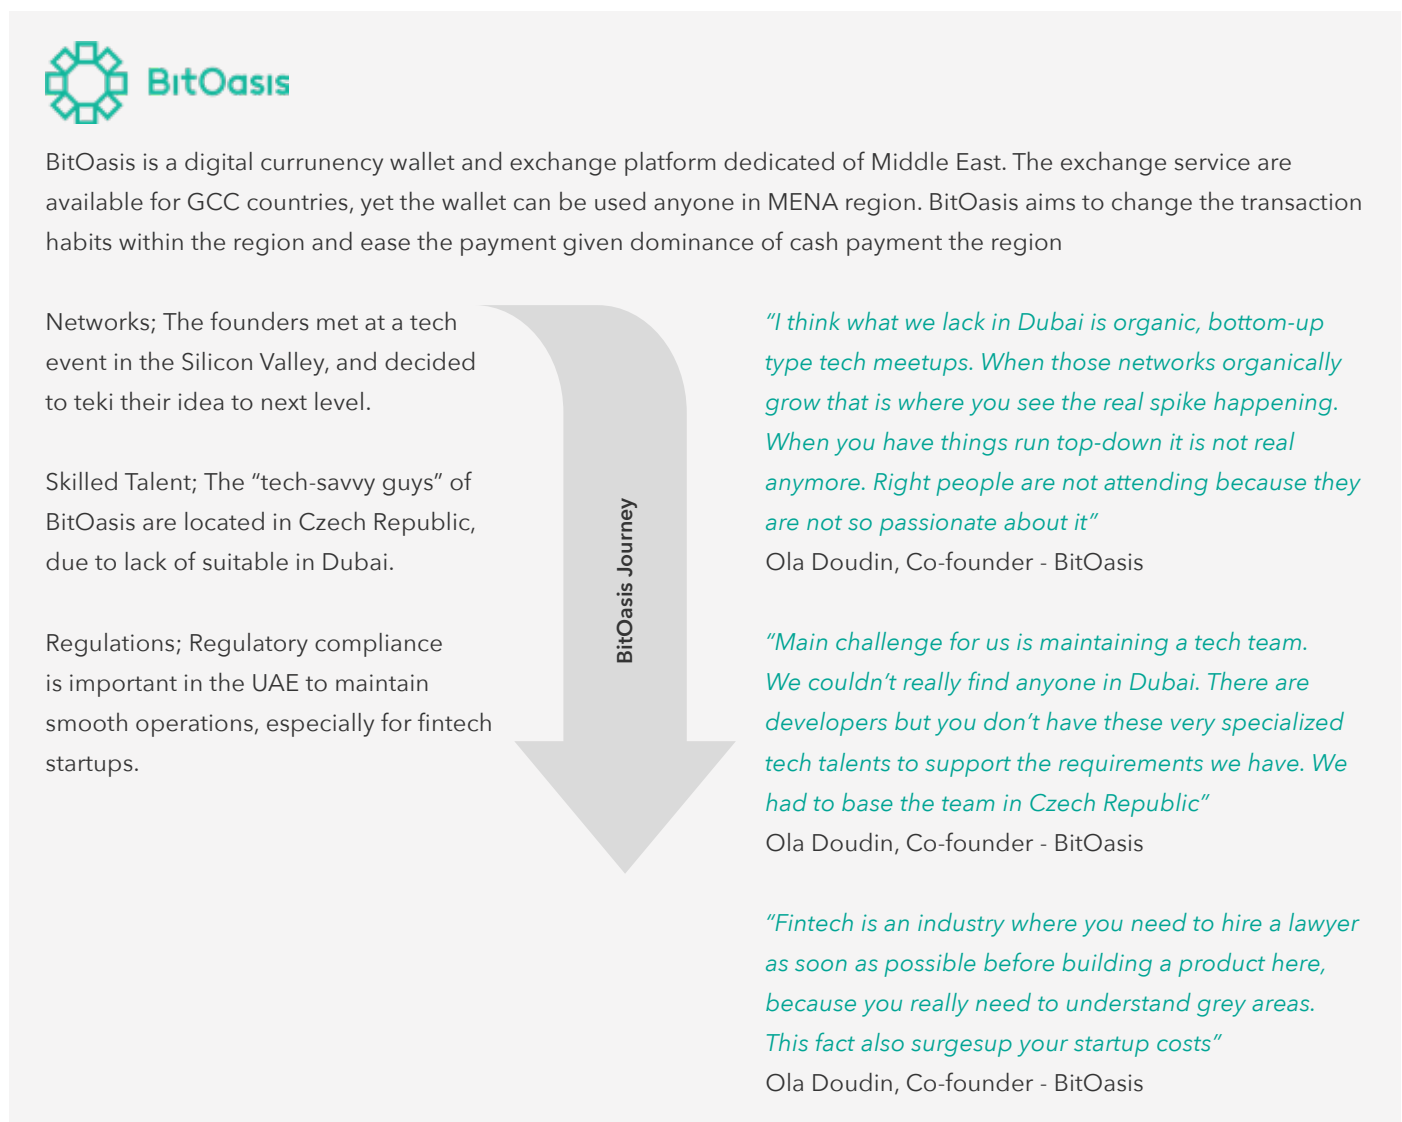 BitOasis
BitOasis is a digital currunency wallet and exchange platform dedicated of Middle East. The exchange service are
available for GCC countries, yet the wallet can be used anyone in MENA region. BitOasis aims to change the transaction
habits within the region and ease the payment given dominance of cash payment the region
Networks; The founders met at a tech
event in the Silicon Valley, and decided
to teki their idea to next level.
Skilled Talent; The “tech-savvy guys” of
BitOasis are located in Czech Republic,
due to lack of suitable in Dubai.
Regulations; Regulatory compliance
is important in the UAE to maintain
smooth operations, especially for fintech
startups.
BitOasis Journey
“I think what we lack in Dubai is organic, bottom-up
type tech meetups. When those networks organically
grow that is where you see the real spike happening.
When you have things run top-down it is not real
anymore. Right people are not attending because they
are not so passionate about it”
Ola Doudin, Co-founder - BitOasis
“Main challenge for us is maintaining a tech team.
We couldn’t really find anyone in Dubai. There are
developers but you don’t have these very specialized
tech talents to support the requirements we have. We
had to base the team in Czech Republic”
Ola Doudin, Co-founder - BitOasis
“Fintech is an industry where you need to hire a lawyer
as soon as possible before building a product here,
because you really need to understand grey areas.
This fact also surgesup your startup costs”
Ola Doudin, Co-founder - BitOasis